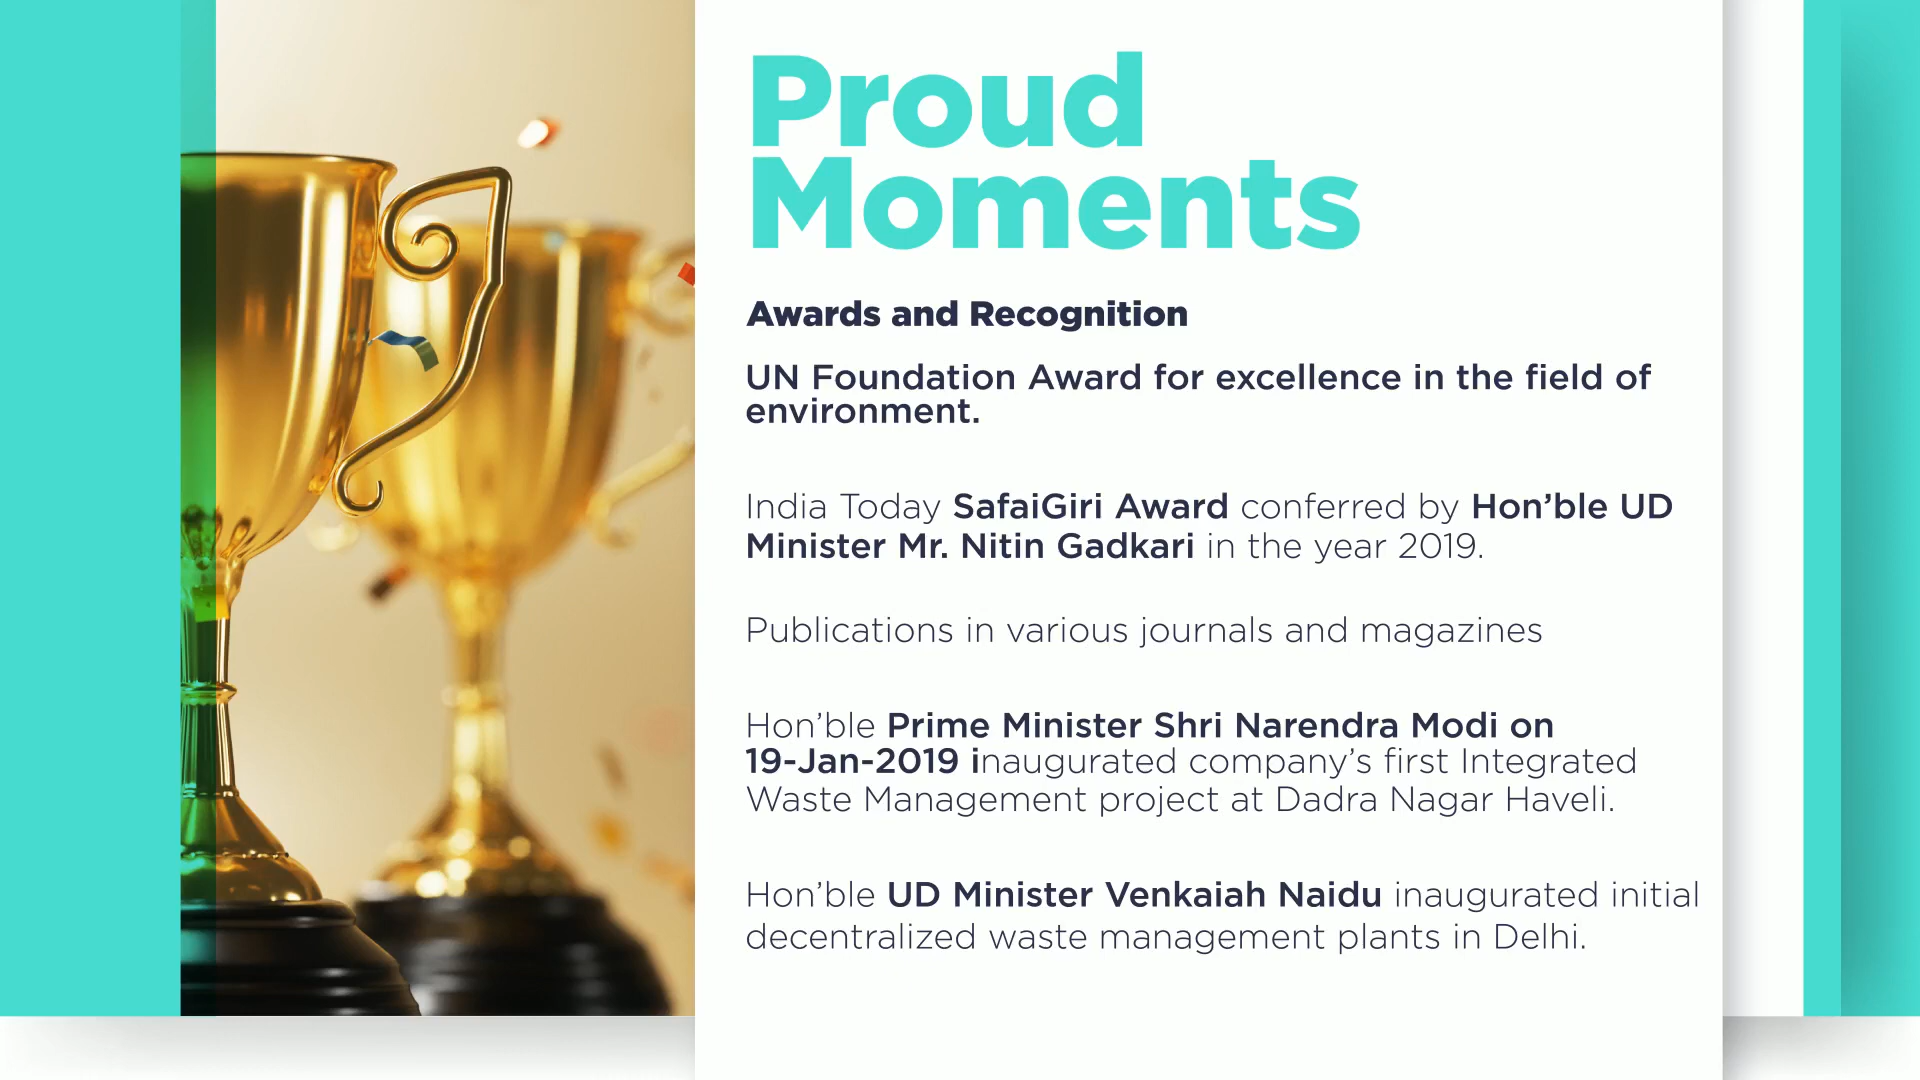 Proud
Moments
Awards and Recognition
UN Foundation Award for excellence in the field of
environment.
India Today SafaiGiri Award conferred by Hon’ble UD
Minister Mr. Nitin Gadkari in the year 2019.
Publications in various journals and magazines
Hon’ble Prime Minister Shri Narendra Modi on
19-Jan-2019 inaugurated company’s first Integrated
Waste Management project at Dadra Nagar Haveli.
Hon’ble UD Minister Venkaiah Naidu inaugurated initial
decentralized waste management plants in Delhi.